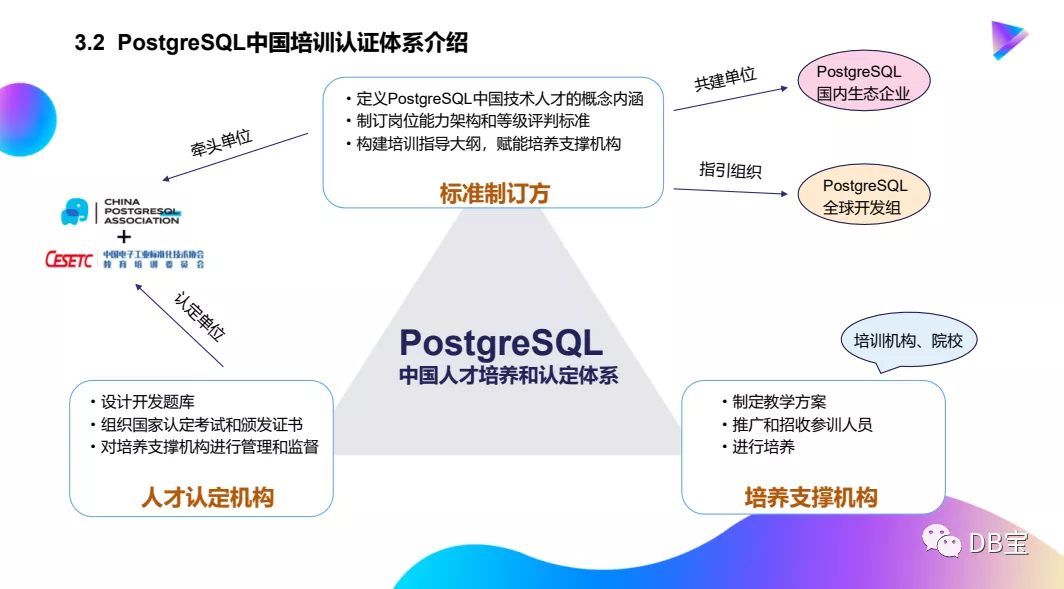 3.2 PostgreSQL中国培训认证体系介绍
• 定义PostgreSQL中国技术人才的概念内涵
• 制订岗位能力架构和等级评判标准
• 构建培训指导大纲，赋能培养支撑机构
标准制订方
牵头单位
共建单位
PostgreSQL
国内生态企业
指引组织
PostgreSQL
全球开发组
CHINA
POSTGRESQL
ASSOCIATION
+
CESETC
中国电子工业标准化技术协会
教育培训委员会
认定单位
PostgreSQL
中国人才培养和认定体系
培训机构、院校
• 设计开发题库
• 组织国家认定考试和颁发证书
• 对培养支撑机构进行管理和监督
人才认定机构
• 制定教学方案
• 推广和招收参训人员
• 进行培养
培养支撑机构
DB宝